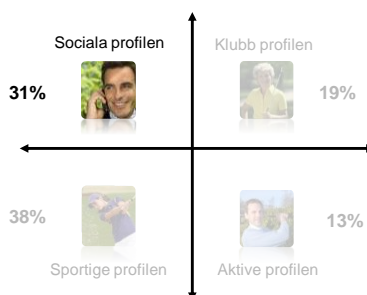 Sociala profilen
Klubb profilen
31%
19%
38%
13%
Sportige profilen
Aktive profilen